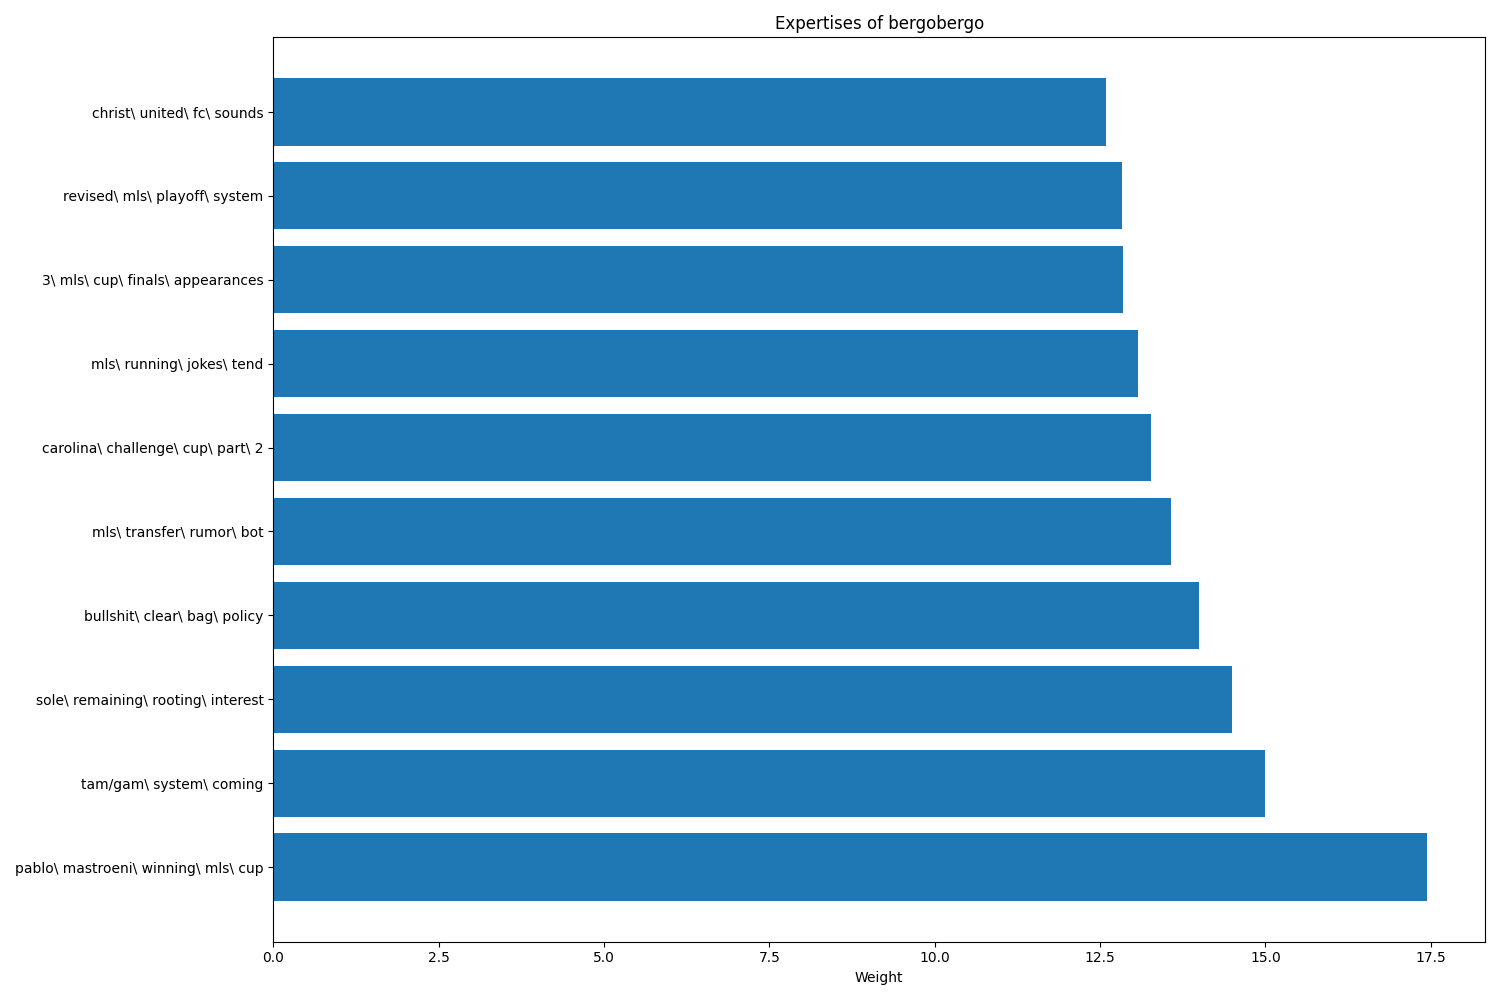 Expertises of bergobergo
christ\ united\ fc\ sounds
revised\ mls\ playoff\ system
3\ mls\ cup\ finals\ appearances
mls\ running\ jokes\ tend
carolina\ challenge\ cup\ part\ 2
mls\ transfer\ rumor\ bot
bullshit\ clear\ bag\ policy
sole\ remaining\ rooting\ interest
tam/gam\ system\ coming
pablo\ mastroeni\ winning\ mls\ cup
0.0 2.5 5.0 7.5 10.0 12.5 15.0 17.5
Weight